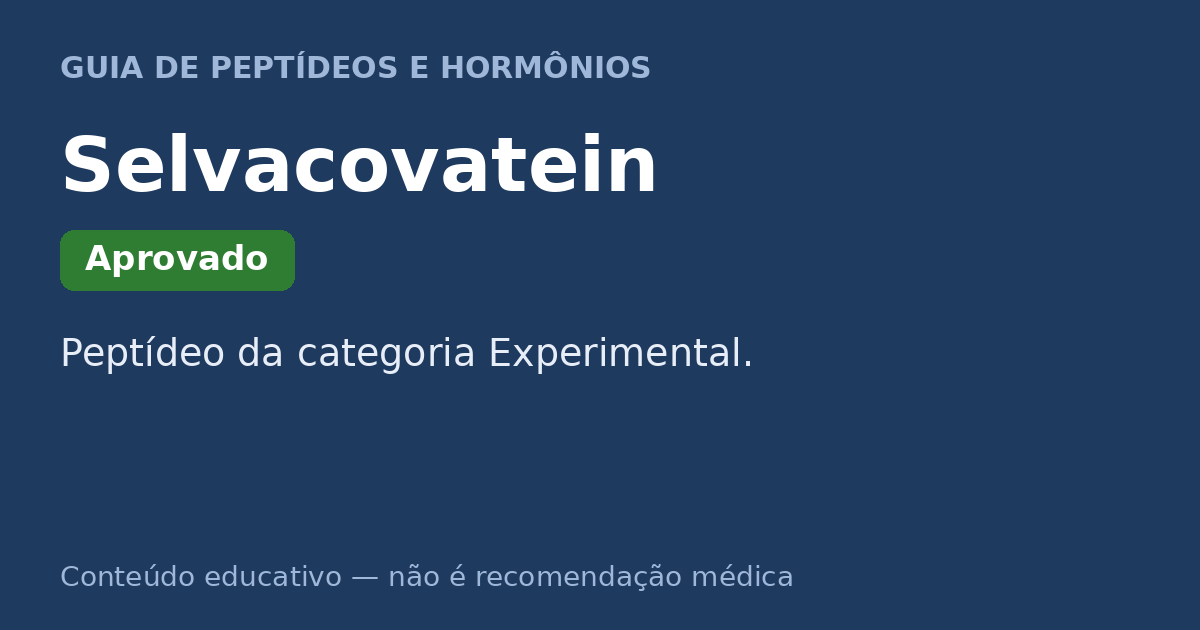 GUIA DE PEPTÍDEOS E HORMÔNIOS
Selvacovatein
Aprovado
Peptídeo da categoria Experimental.
Conteúdo educativo — não é recomendação médica